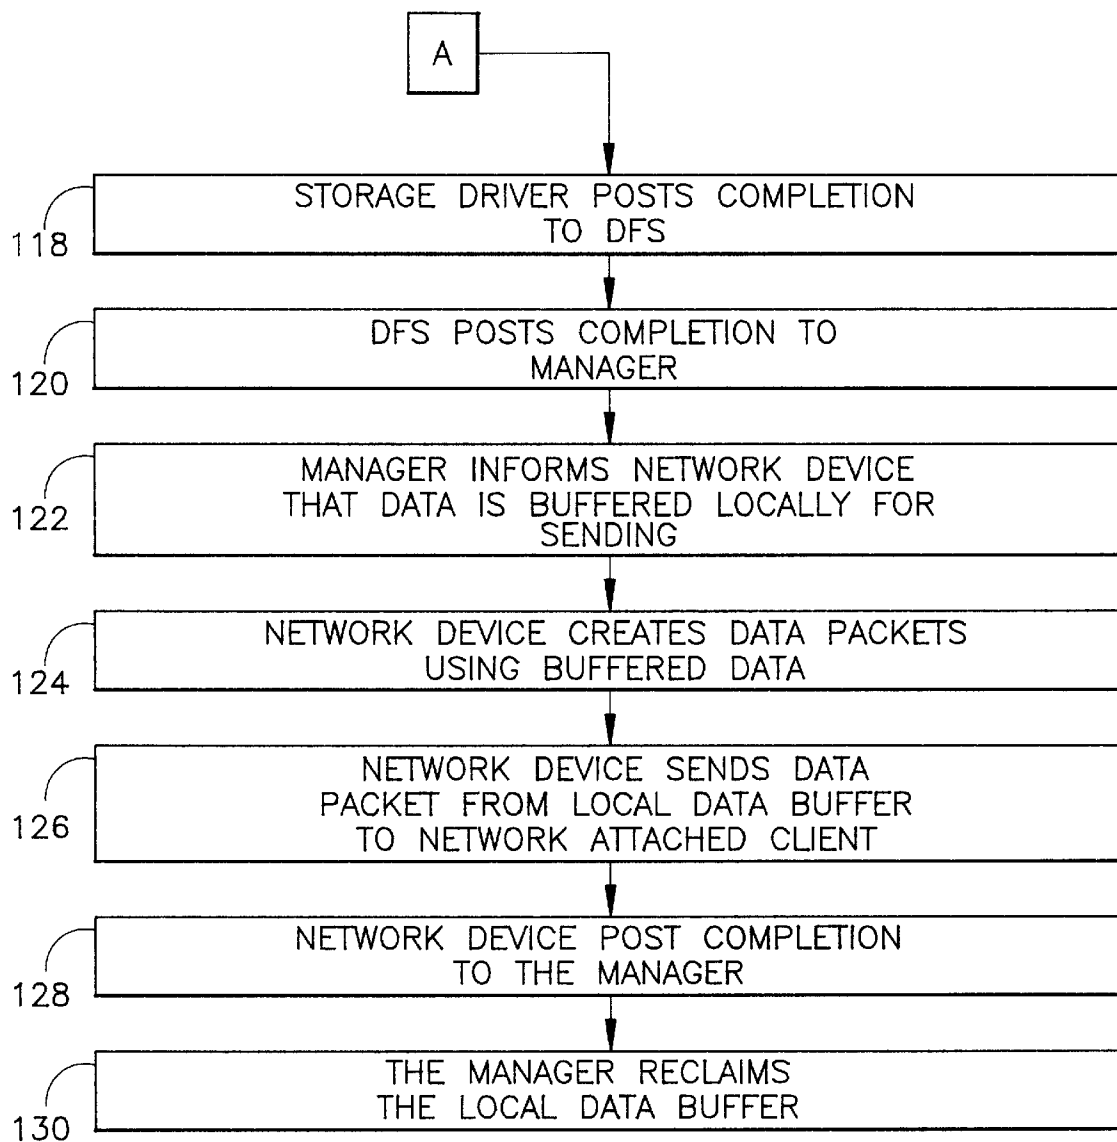 A
STORAGE DRIVER POSTS COMPLETION
TO DFS
118
DFS POSTS COMPLETION TO
MANAGER
120
MANAGER INFORMS NETWORK DEVICE
THAT DATA IS BUFFERED LOCALLY FOR
SENDING
122
NETWORK DEVICE CREATES DATA PACKETS
USING BUFFERED DATA
124
NETWORK DEVICE SENDS DATA
PACKET FROM LOCAL DATA BUFFER
TO NETWORK ATTACHED CLIENT
126
NETWORK DEVICE POST COMPLETION
TO THE MANAGER
128
THE MANAGER RECLAIMS
THE LOCAL DATA BUFFER
130